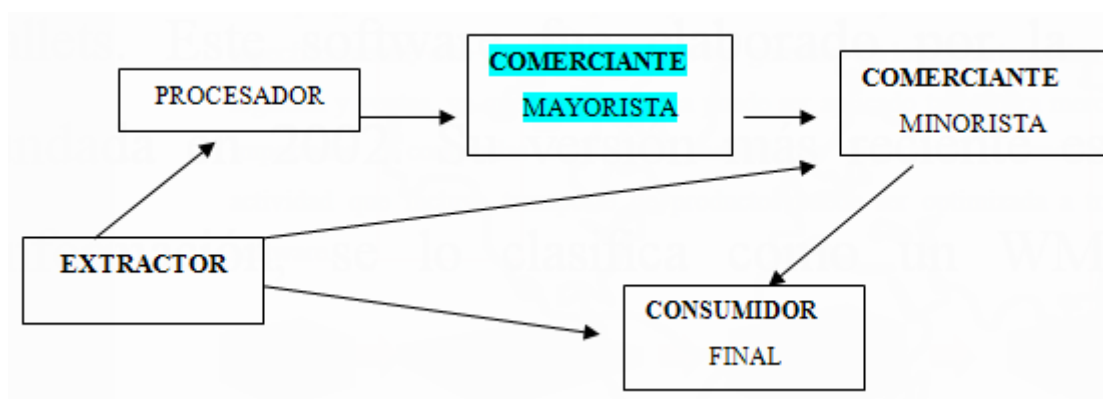 PROCESADOR
COMERCIANTE
MAYORISTA
COMERCIANTE
MINORISTA
EXTRACTOR
CONSUMIDOR
FINAL